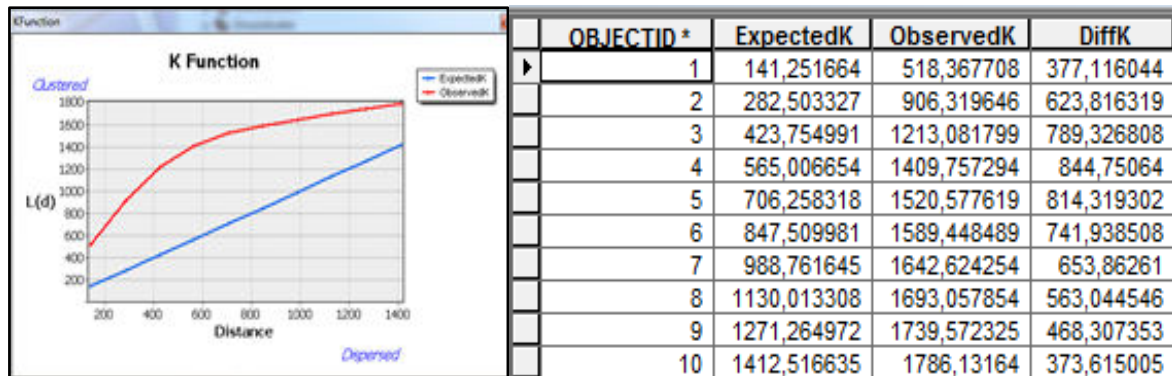 KFunction
K Function
Clustered
ExpectedK
ObservedK
1800
1600
1400
1200
1000
800
600
400
200
L(d)
200 400 600 800 1000 1200 1400
Distance
Dispersed
OBJECTID * ExpectedK ObservedK DiffK
1 141,251664 518,367708 377,116044
2 282,503327 906,319646 623,816319
3 423,754991 1213,081799 789,326808
4 565,006654 1409,757294 844,75064
5 706,258318 1520,577619 814,319302
6 847,509981 1589,448489 741,938508
7 988,761645 1642,624254 653,86261
8 1130,013308 1693,057854 563,044546
9 1271,264972 1739,572325 468,307353
10 1412,516635 1786,13164 373,615005